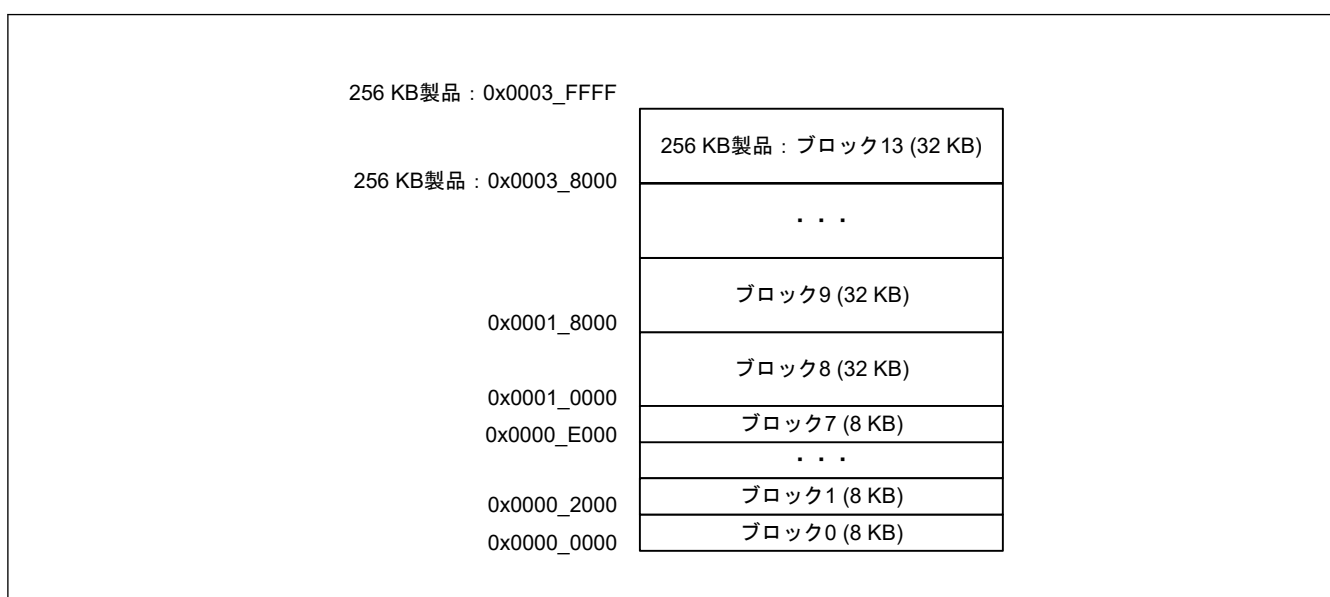 256 KB製品：0x0003_FFFF
256 KB製品：ブロック13 (32 KB)
256 KB製品：0x0003_8000
・・・
ブロック9 (32 KB)
0x0001_8000
ブロック8 (32 KB)
0x0001_0000
ブロック7 (8 KB)
0x0000_E000
・・・
ブロック1 (8 KB)
0x0000_2000
ブロック0 (8 KB)
0x0000_0000